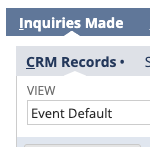 Inquiries Made
CRM Records •
VIEW
Event Default